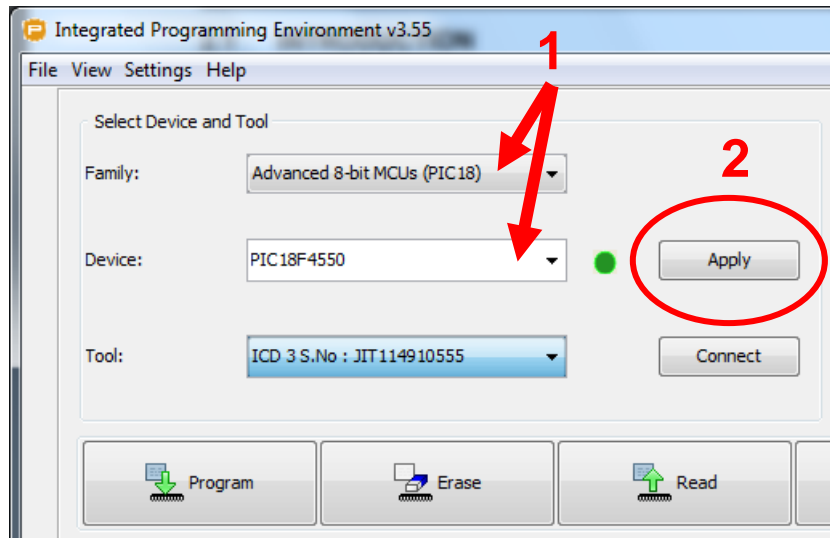 Integrated Programming Environment v3.55
File View Settings Help
1
Select Device and Tool
Family: Advanced 8-bit MCUs (PIC18)
2
Device: PIC18F4550 Apply
Tool: ICD 3 S.No : JIT114910555 Connect
Program Erase Read